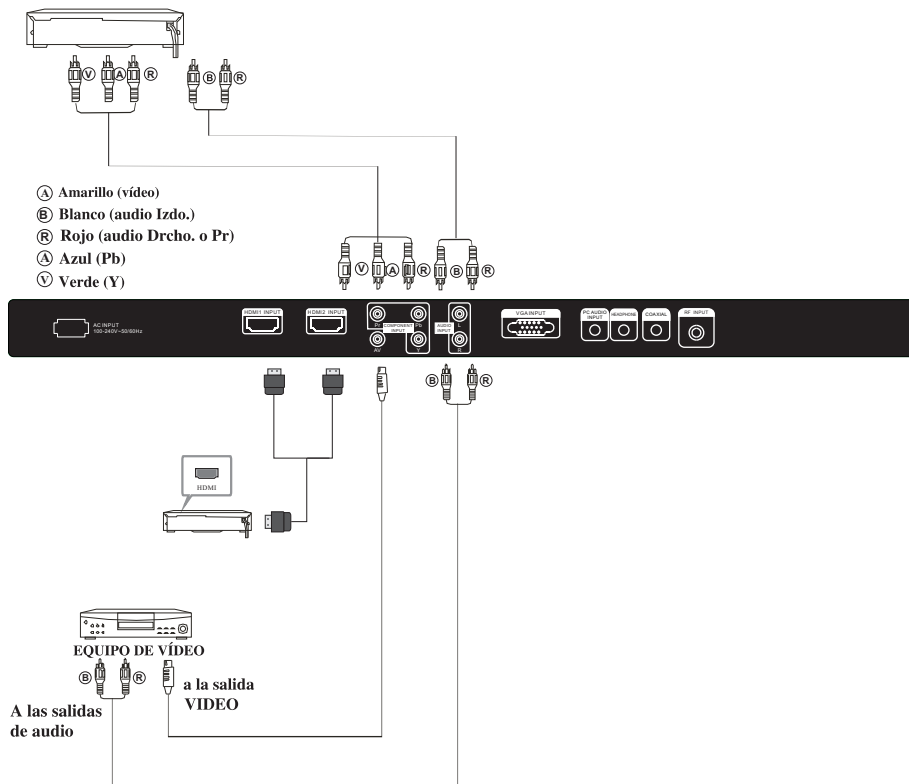 V A R B R
A Amarillo (vídeo)
B Blanco (audio Izdo.)
R Rojo (audio Drcho. o Pr)
A Azul (Pb)
V Verde (Y)
V A R B R
AC INPUT
100-240V~50/60Hz
HDMI1 INPUT
HDMI2 INPUT
Pr COMPONENT INPUT Pb
AV Y
AUDIO INPUT
L
R
VGA INPUT
PC AUDIO INPUT
HEADPHONE
COAXIAL
RF INPUT
B R
HDMI
EQUIPO DE VÍDEO
B R
a la salida
VIDEO
A las salidas
de audio